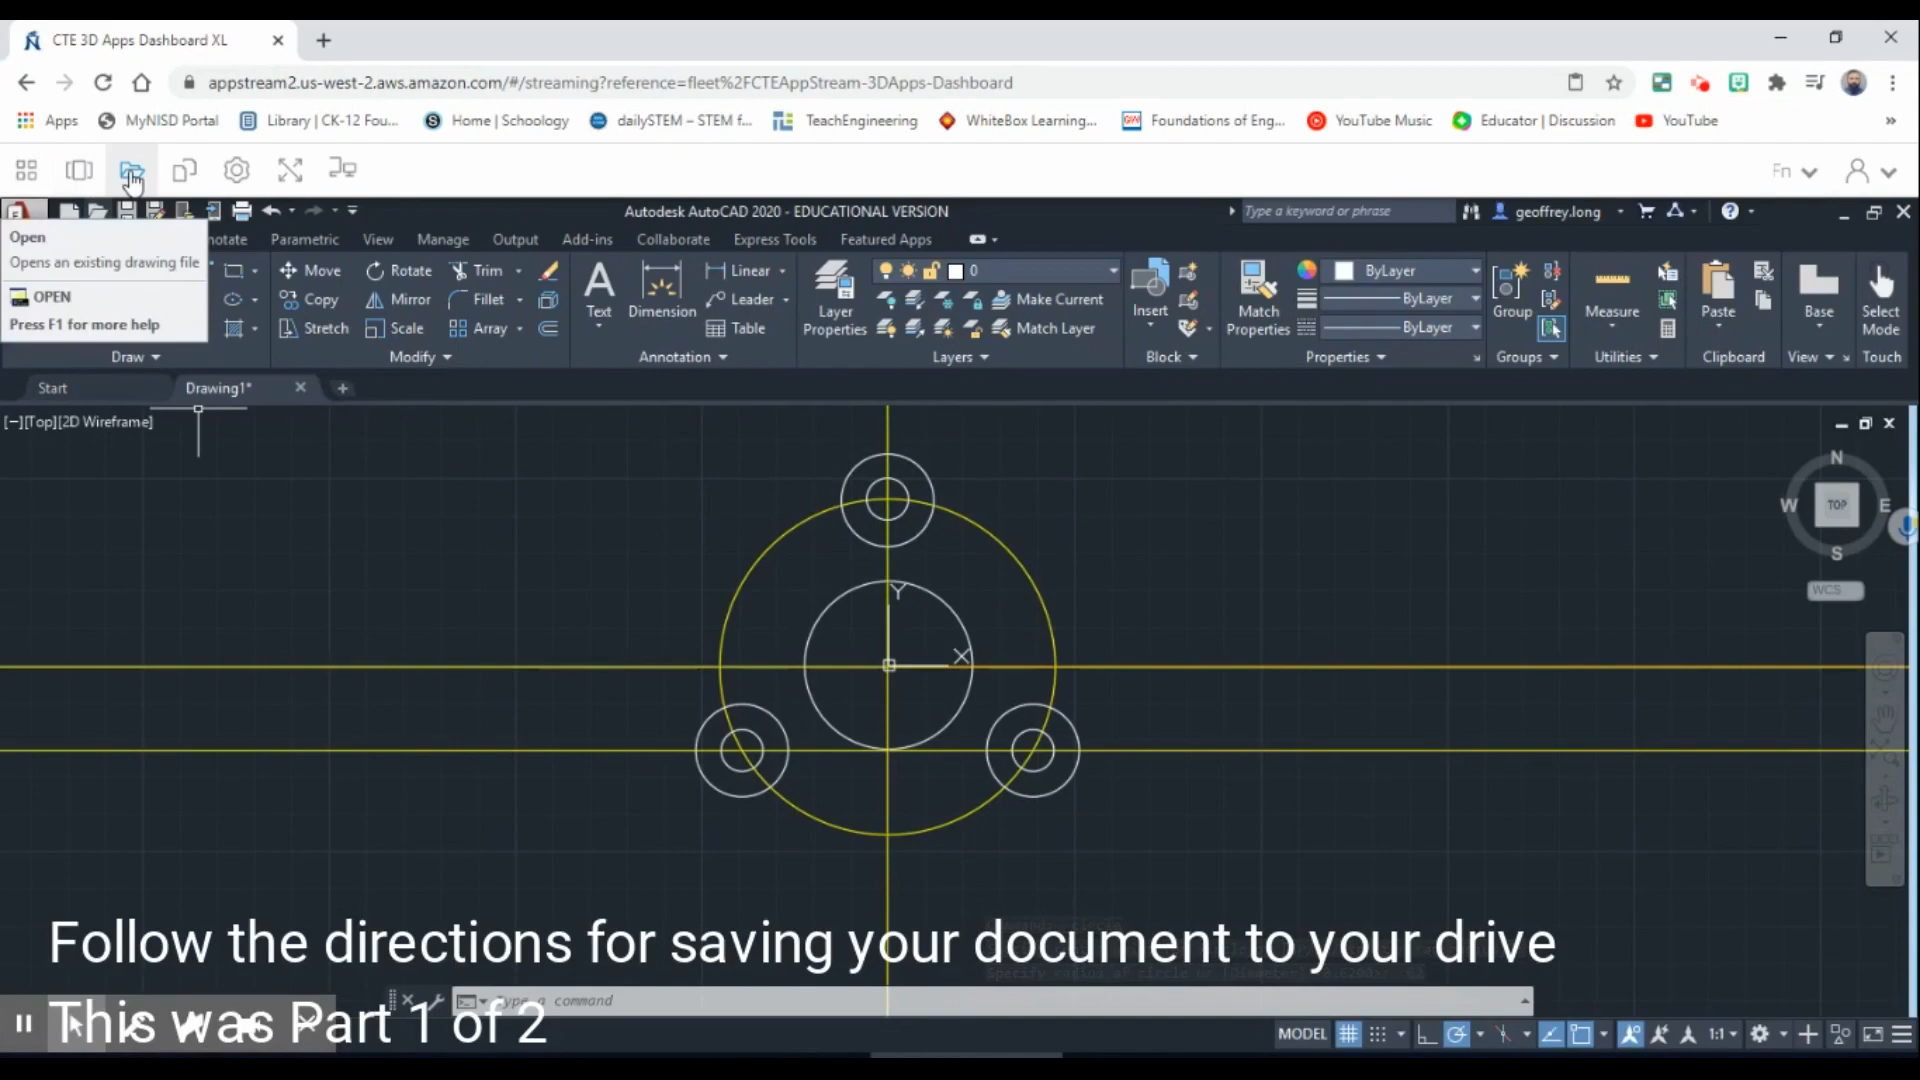 CTE 3D Apps Dashboard XL
appstream2.us-west-2.aws.amazon.com/#/streaming?reference=fleet%2FCTEAppStream-3DApps-Dashboard
Apps MyNISD Portal Library | CK-12 Fou... Home | Schoology dailySTEM – STEM f... TeachEngineering WhiteBox Learning... Foundations of Eng... YouTube Music Educator | Discussion YouTube »
Fn
Autodesk AutoCAD 2020 - EDUCATIONAL VERSION Type a keyword or phrase geoffrey.long
Open
Opens an existing drawing file
OPEN
Press F1 for more help
notate Parametric View Manage Output Add-ins Collaborate Express Tools Featured Apps
Move Rotate Trim Linear 0 ByLayer
Copy Mirror Fillet Leader Make Current ByLayer
Stretch Scale Array Table Match Layer ByLayer
Text Dimension Layer Properties Insert Match Properties Group Measure Paste Base Select Mode
Draw Modify Annotation Layers Block Properties Groups Utilities Clipboard View Touch
Start Drawing1*
[–][Top][2D Wireframe]
N
W TOP E
S
WCS
Y
X
Follow the directions for saving your document to your drive
Type a command
This was Part 1 of 2
MODEL 1:1